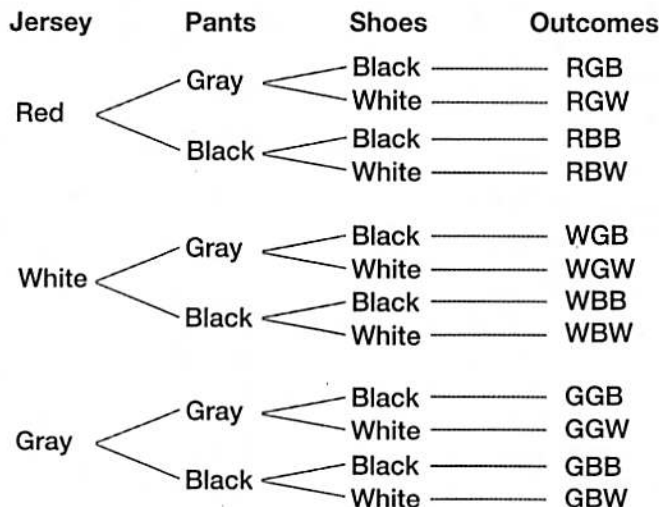 Jersey Pants Shoes Outcomes
Black RGB
Gray
White RGW
Red
Black RBB
Black
White RBW
Black WGB
Gray
White WGW
White
Black WBB
Black
White WBW
Black GGB
Gray
White GGW
Gray
Black GBB
Black
White GBW